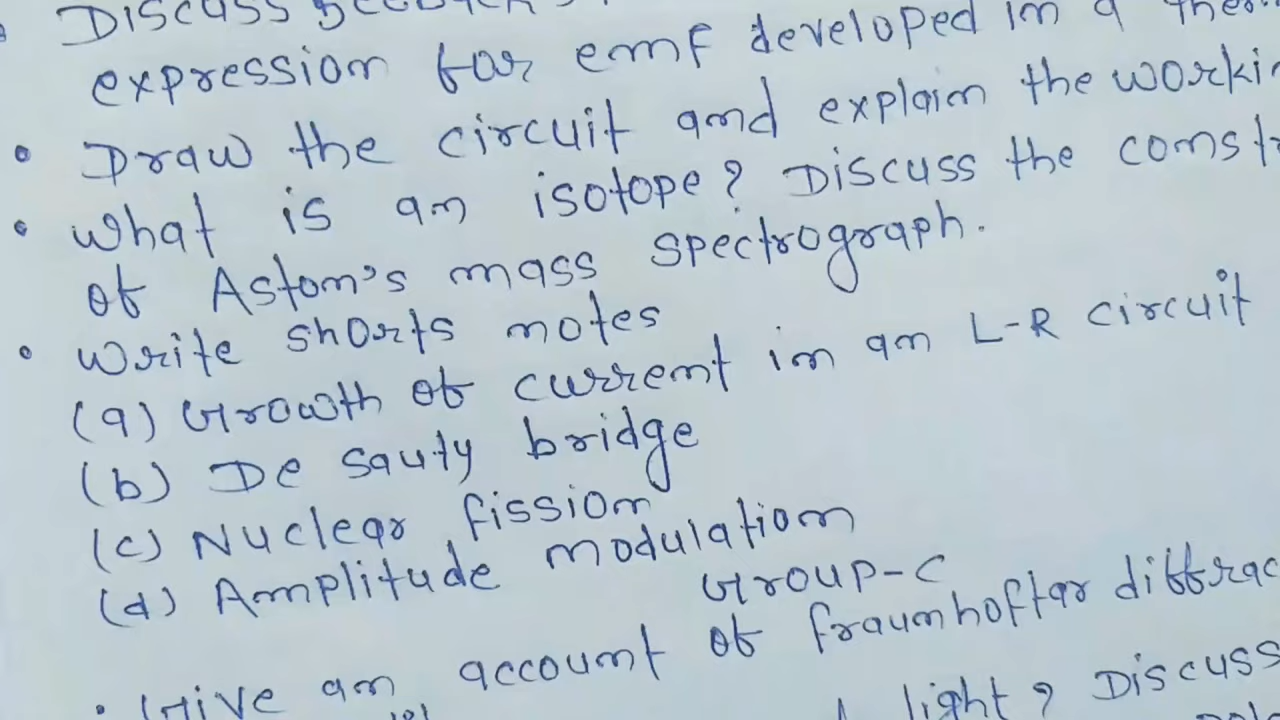 Discuss
expression for emf developed in a
• Draw the circuit and explain the
• What is an isotope? Discuss the
of Aston's mass spectrograph.
• Write shorts notes
(a) Growth of current in an L-R circuit
(b) De Sauty bridge
(c) Nuclear fission
(d) Amplitude modulation
Group-C
• Give an account of fraunhoftar
light? Discuss